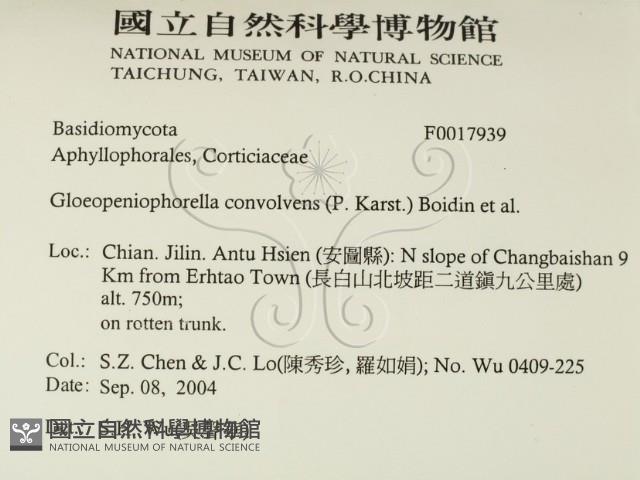 國立自然科學博物館
NATIONAL MUSEUM OF NATURAL SCIENCE
TAICHUNG, TAIWAN, R.O.CHINA
Basidiomycota F0017939
Aphyllophorales, Corticiaceae
Gloeopeniophorella convolvens (P. Karst.) Boidin et al.
Loc.: Chian. Jilin. Antu Hsien (安圖縣): N slope of Changbaishan 9
Km from Erhtao Town (長白山北坡距二道鎮九公里處)
alt. 750m;
on rotten trunk.
Col.: S.Z. Chen & J.C. Lo(陳秀珍, 羅如娟); No. Wu 0409-225
Date: Sep. 08, 2004
國立自然科學博物館
NATIONAL MUSEUM OF NATURAL SCIENCE